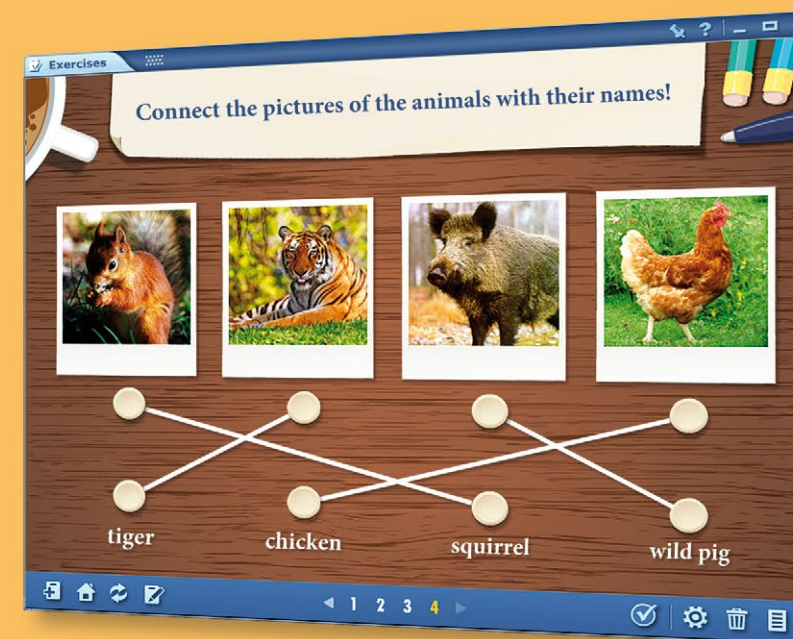 Exercises
?
Connect the pictures of the animals with their names!
tiger chicken squirrel wild pig
1 2 3 4